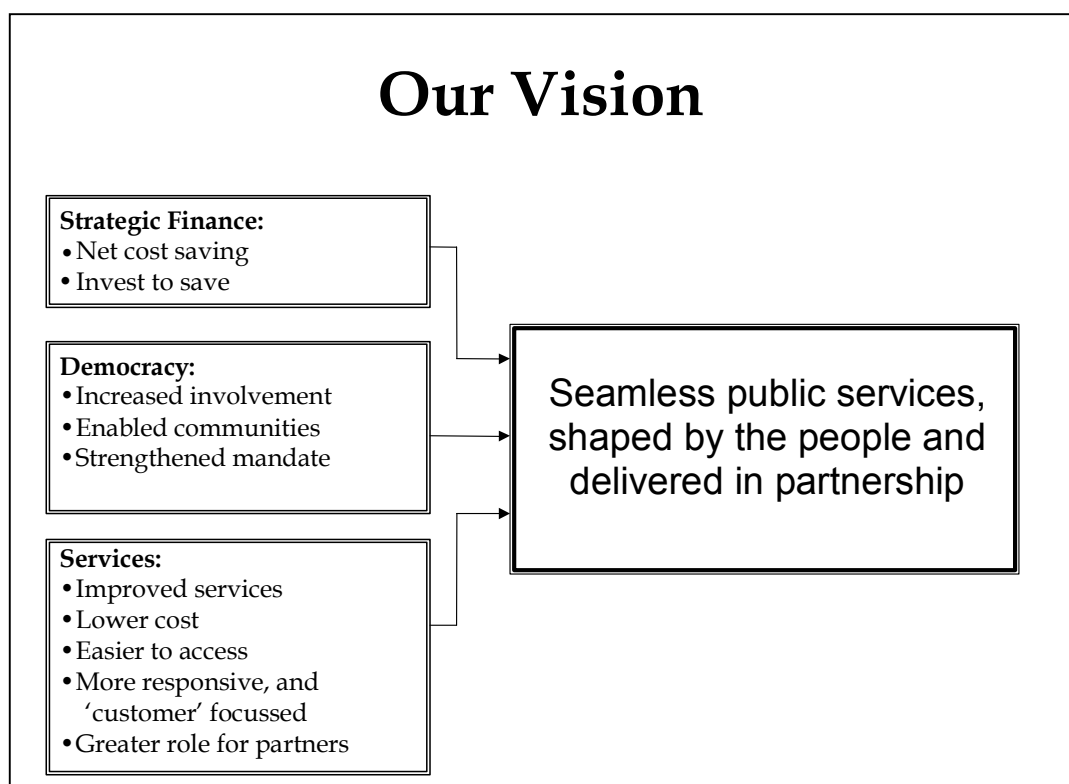 Our Vision
Strategic Finance:
• Net cost saving
• Invest to save
Democracy:
• Increased involvement
• Enabled communities
• Strengthened mandate
Services:
• Improved services
• Lower cost
• Easier to access
• More responsive, and
‘customer’ focussed
• Greater role for partners
Seamless public services,
shaped by the people and
delivered in partnership